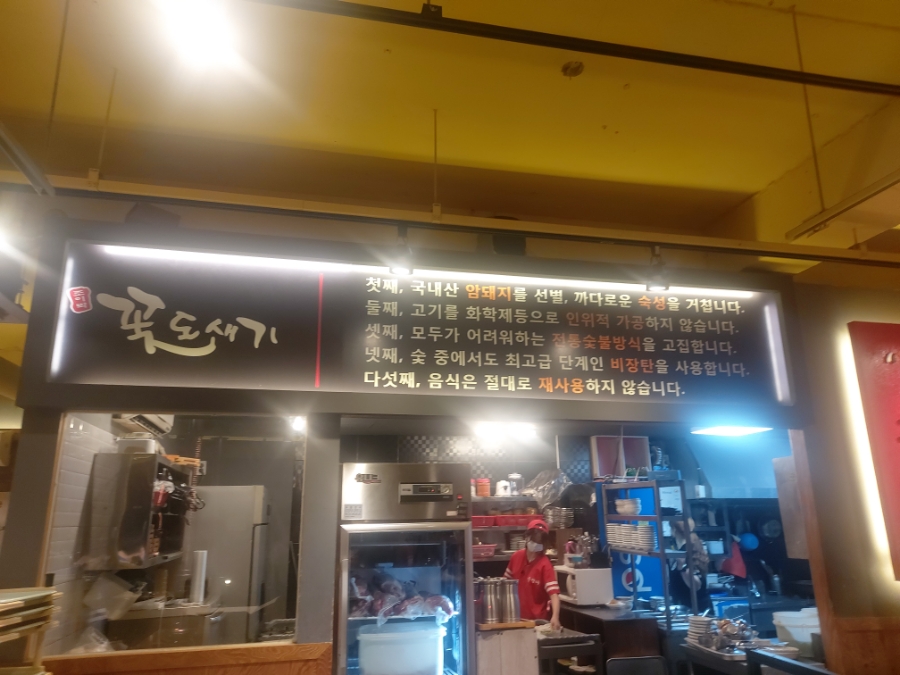 꽃도새기
첫째, 국내산 암돼지를 선별, 까다로운 숙성을 거칩니다.
둘째, 고기를 화학제등으로 인위적 가공하지 않습니다.
셋째, 모두가 어려워하는 전통숯불방식을 고집합니다.
넷째, 숯 중에서도 최고급 단계인 비장탄을 사용합니다.
다섯째, 음식은 절대로 재사용하지 않습니다.